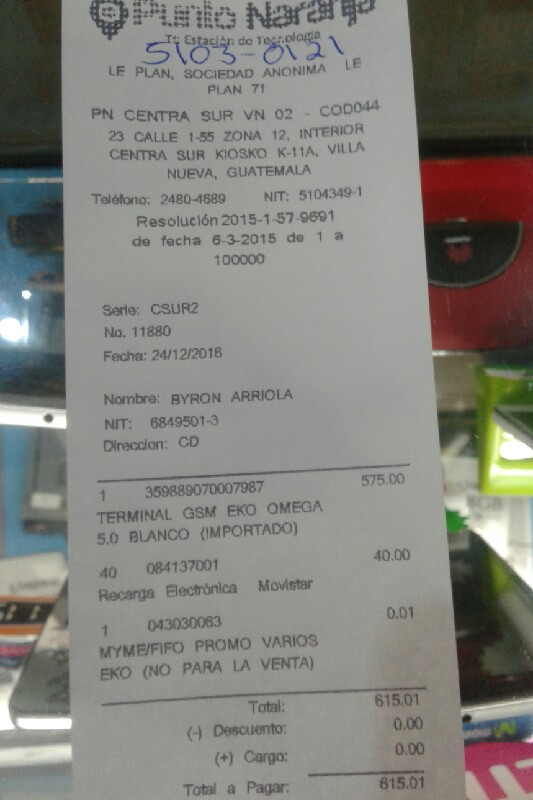 Punto Naranja
Tu Estación de Tecnología
5103-0121
LE PLAN, SOCIEDAD ANONIMA LE
PLAN 71
PN CENTRA SUR VN 02 - COD044
23 CALLE 1-55 ZONA 12, INTERIOR
CENTRA SUR KIOSKO K-11A, VILLA
NUEVA, GUATEMALA
Teléfono: 2480-4689 NIT: 5104349-1
Resolución 2015-1-57-9691
de fecha 6-3-2015 de 1 a
100000
Serie: CSUR2
No. 11880
Fecha: 24/12/2016
Nombre: BYRON ARRIOLA
NIT: 6849501-3
Direccion: CD
1 359889070007987 575.00
TERMINAL GSM EKO OMEGA
5.0 BLANCO (IMPORTADO)
40 084137001 40.00
Recarga Electrónica Movistar
1 043030063 0.01
MYME/FIFO PROMO VARIOS
EKO (NO PARA LA VENTA)
Total: 615.01
(-) Descuento: 0.00
(+) Cargo: 0.00
Total a Pagar: 615.01